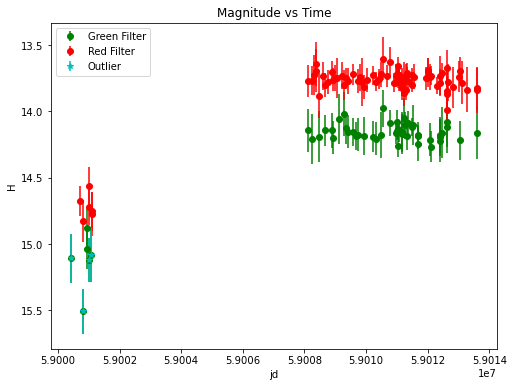 Magnitude vs Time
Green Filter
Red Filter
Outlier
H
13.5
14.0
14.5
15.0
15.5
5.9000 5.9002 5.9004 5.9006 5.9008 5.9010 5.9012 5.9014
1e7
jd